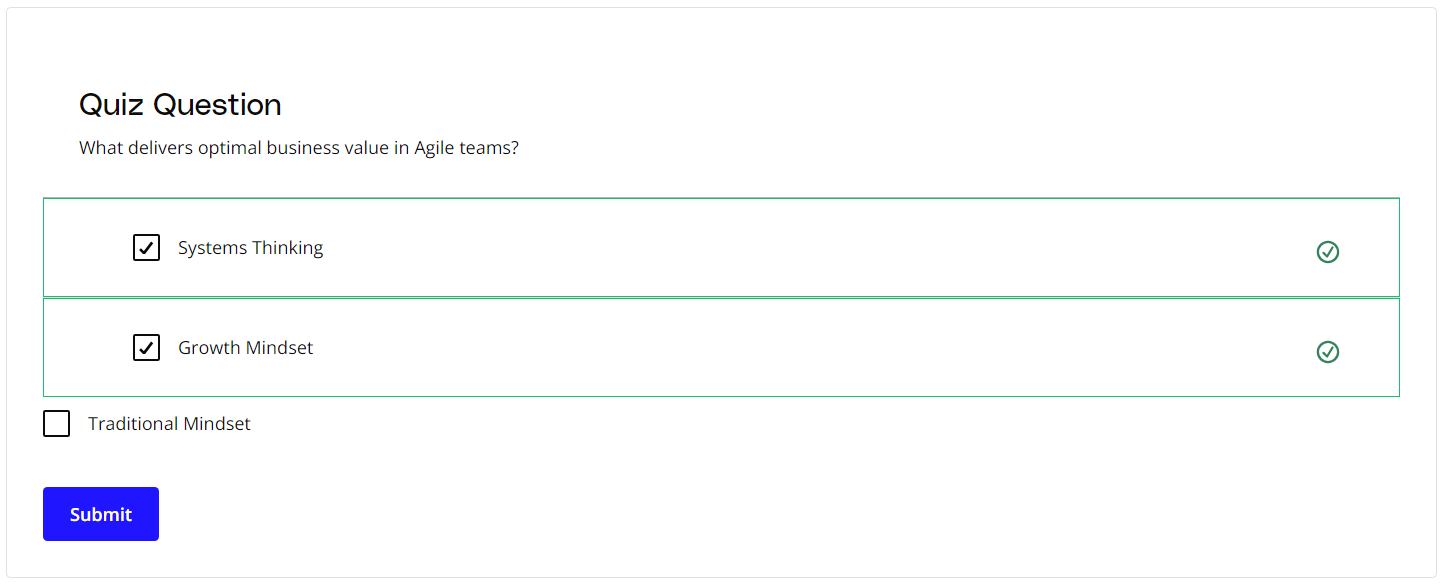 Quiz Question
What delivers optimal business value in Agile teams?
Systems Thinking
Growth Mindset
Traditional Mindset
Submit